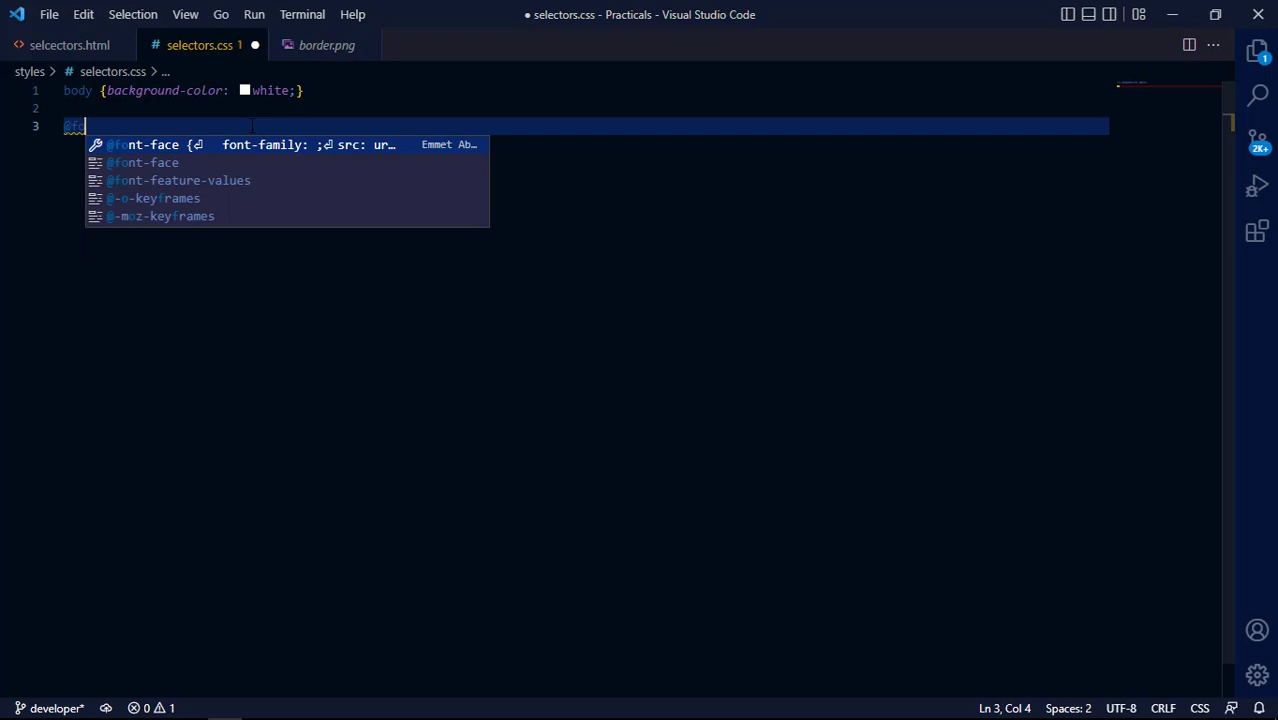 File Edit Selection View Go Run Terminal Help ● selectors.css - Practicals - Visual Studio Code
selcectors.html # selectors.css 1 ● border.png
styles > # selectors.css > ...
1 body {background-color: white;}
2
3 @fo
@font-face {⏎ font-family: ;⏎ src: ur… Emmet Ab…
@font-face
@font-feature-values
@-o-keyframes
@-moz-keyframes
1
2K+
developer* 0 1 Ln 3, Col 4 Spaces: 2 UTF-8 CRLF CSS